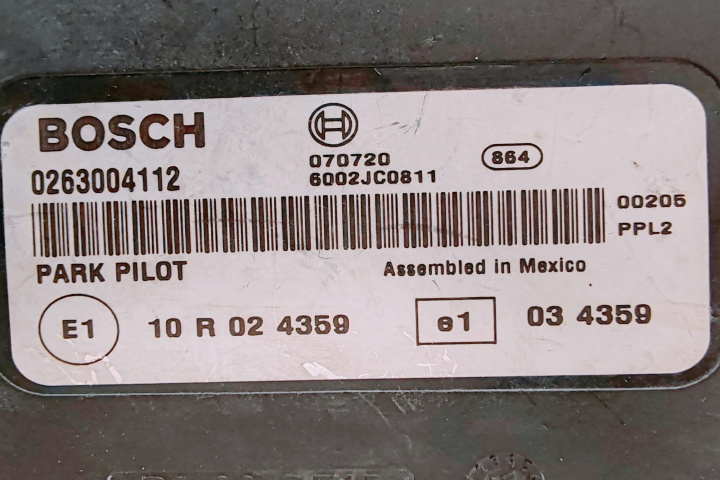 BOSCH
070720
864
0263004112
6002JC0811
00205
PPL2
PARK PILOT
Assembled in Mexico
E1
10 R 02 4359
e1
03 4359